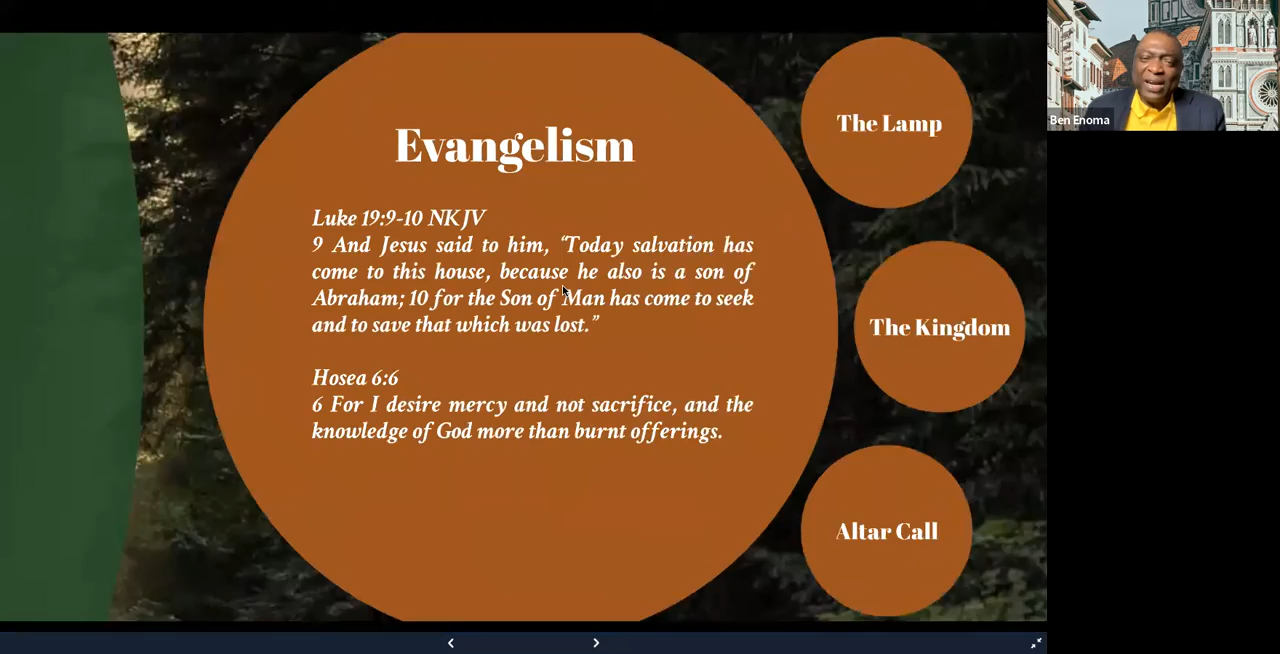 Evangelism
Luke 19:9-10 NKJV
9 And Jesus said to him, “Today salvation has
come to this house, because he also is a son of
Abraham; 10 for the Son of Man has come to seek
and to save that which was lost.”
Hosea 6:6
6 For I desire mercy and not sacrifice, and the
knowledge of God more than burnt offerings.
The Lamp
The Kingdom
Altar Call
Ben Enoma